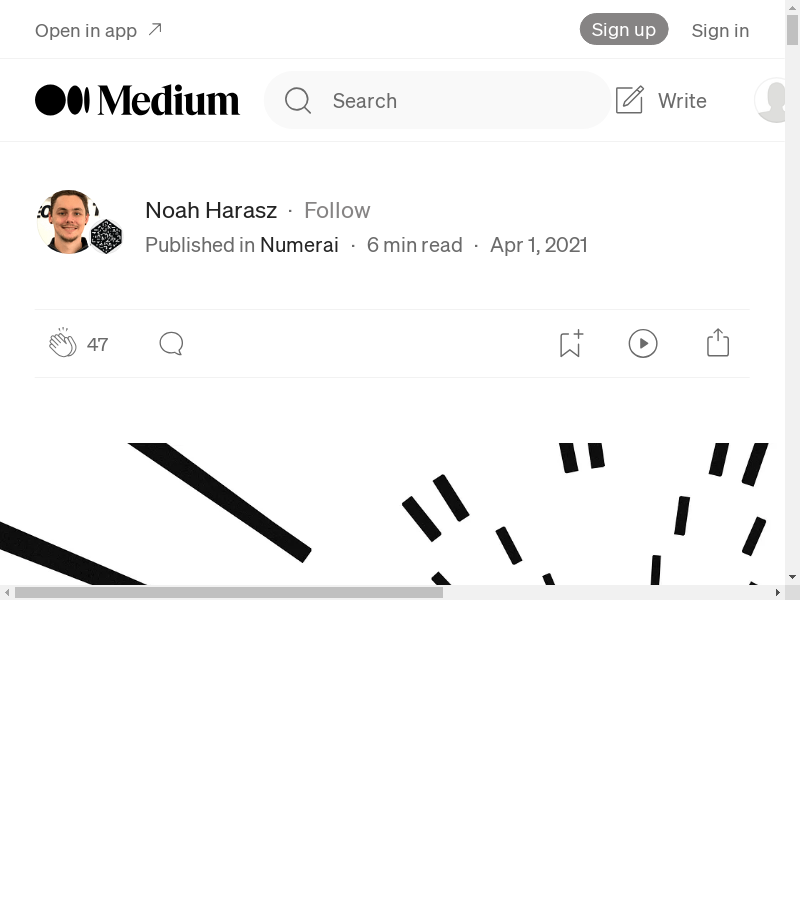 Open in app
Sign up
Sign in
Medium
Search
Write
Noah Harasz · Follow
Published in Numerai · 6 min read · Apr 1, 2021
47